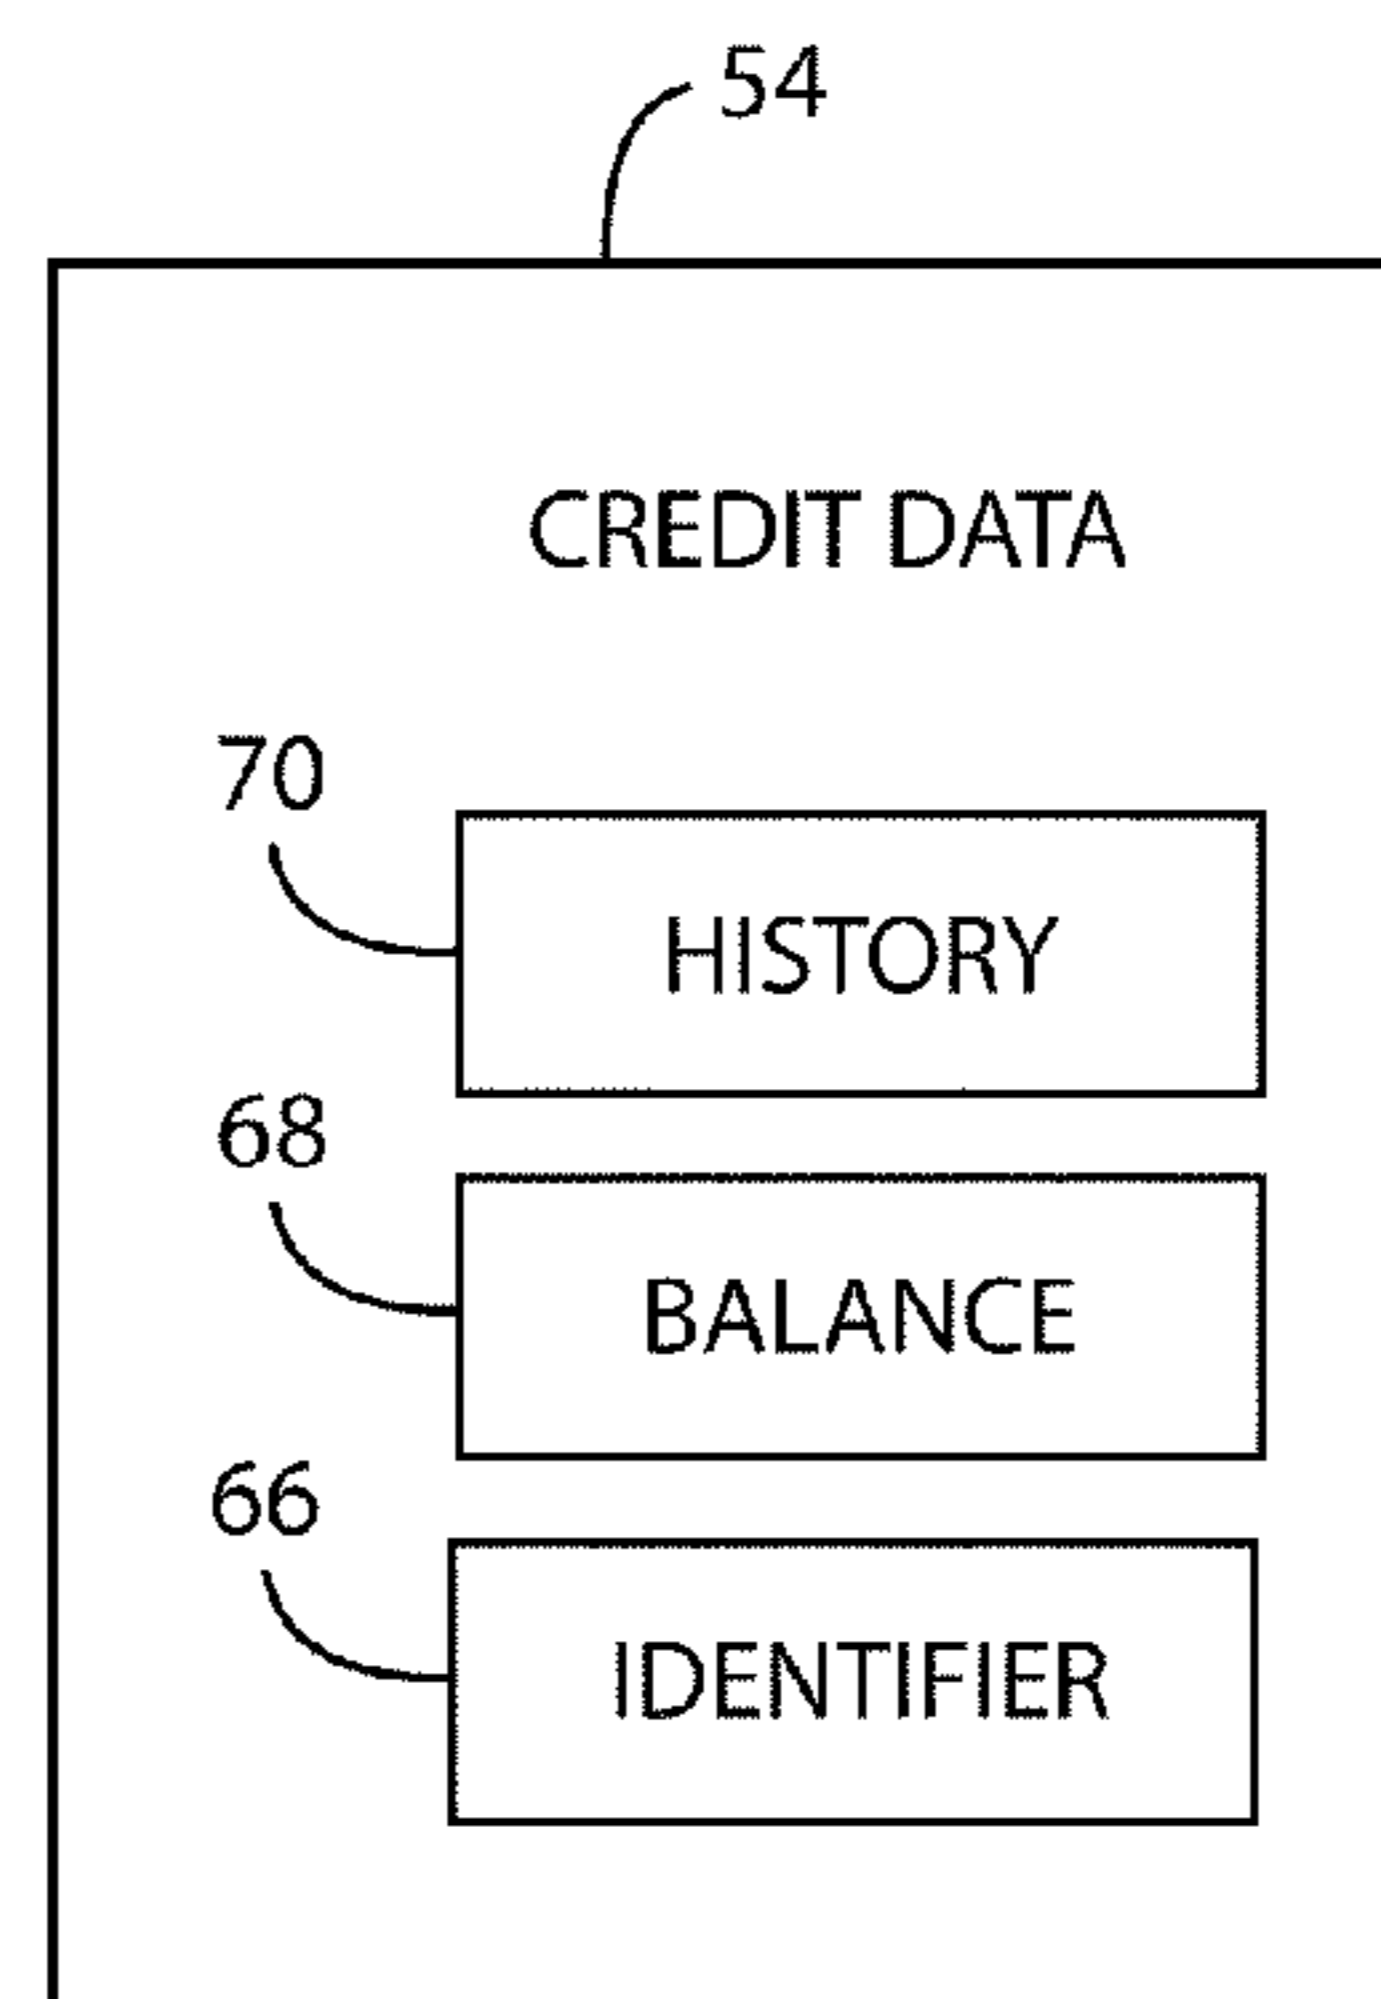 54
CREDIT DATA
70
HISTORY
68
BALANCE
66
IDENTIFIER